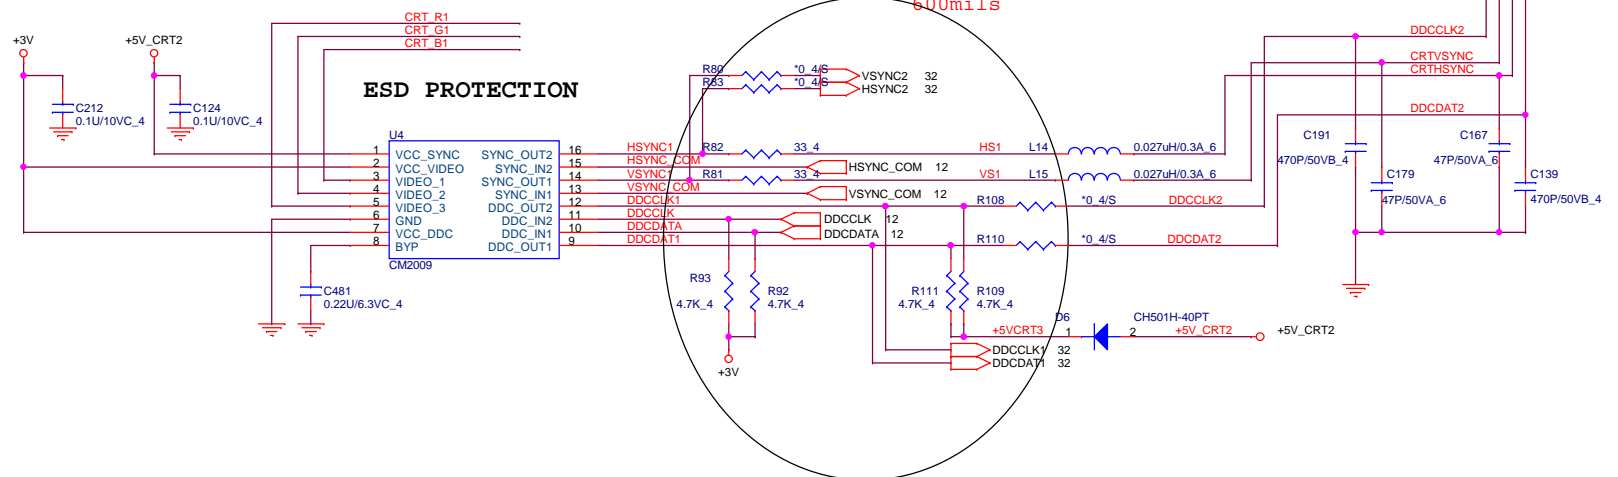 600mils
CRT_R1
CRT_G1
CRT_B1
+3V
+5V_CRT2
DDCCLK2
CRTVSYNC
CRTHSYNC
DDCDAT2
ESD PROTECTION
C212
0.1U/10VC_4
C124
0.1U/10VC_4
R80 *0_4/S VSYNC2 32
R83 *0_4/S HSYNC2 32
U4
1 VCC_SYNC SYNC_OUT2 16 HSYNC1 R82 33_4 HS1 L14 0.027uH/0.3A_6
2 VCC_VIDEO SYNC_IN2 15 HSYNC_COM HSYNC_COM 12
3 VIDEO_1 SYNC_OUT1 14 VSYNC1 R81 33_4 VS1 L15 0.027uH/0.3A_6
4 VIDEO_2 SYNC_IN1 13 VSYNC_COM VSYNC_COM 12
5 VIDEO_3 DDC_OUT2 12 DDCCLK1 R108 *0_4/S DDCCLK2
6 GND DDC_IN2 11 DDCCLK DDCCLK 12
7 VCC_DDC DDC_IN1 10 DDCDATA DDCDATA 12
8 BYP DDC_OUT1 9 DDCDAT1 R110 *0_4/S DDCDAT2
CM2009
C191
470P/50VB_4
C167
47P/50VA_6
C179
47P/50VA_6
C139
470P/50VB_4
C481
0.22U/6.3VC_4
R93
4.7K_4
R92
4.7K_4
R111
4.7K_4
R109
4.7K_4
+3V
+5VCRT3
D6
1 2
CH501H-40PT
+5V_CRT2
+5V_CRT2
DDCCLK1 32
DDCDAT1 32